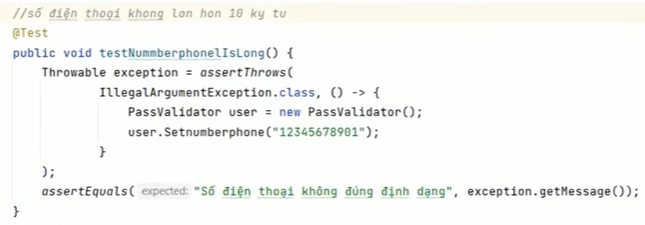 //số điện thoại khong lon hon 10 ky tu
@Test
public void testNummberphonelIsLong() {
Throwable exception = assertThrows(
IllegalArgumentException.class, () -> {
PassValidator user = new PassValidator();
user.Setnumberphone("12345678901");
}
);
assertEquals( expected: "Số điện thoại không đúng định dạng", exception.getMessage());
}